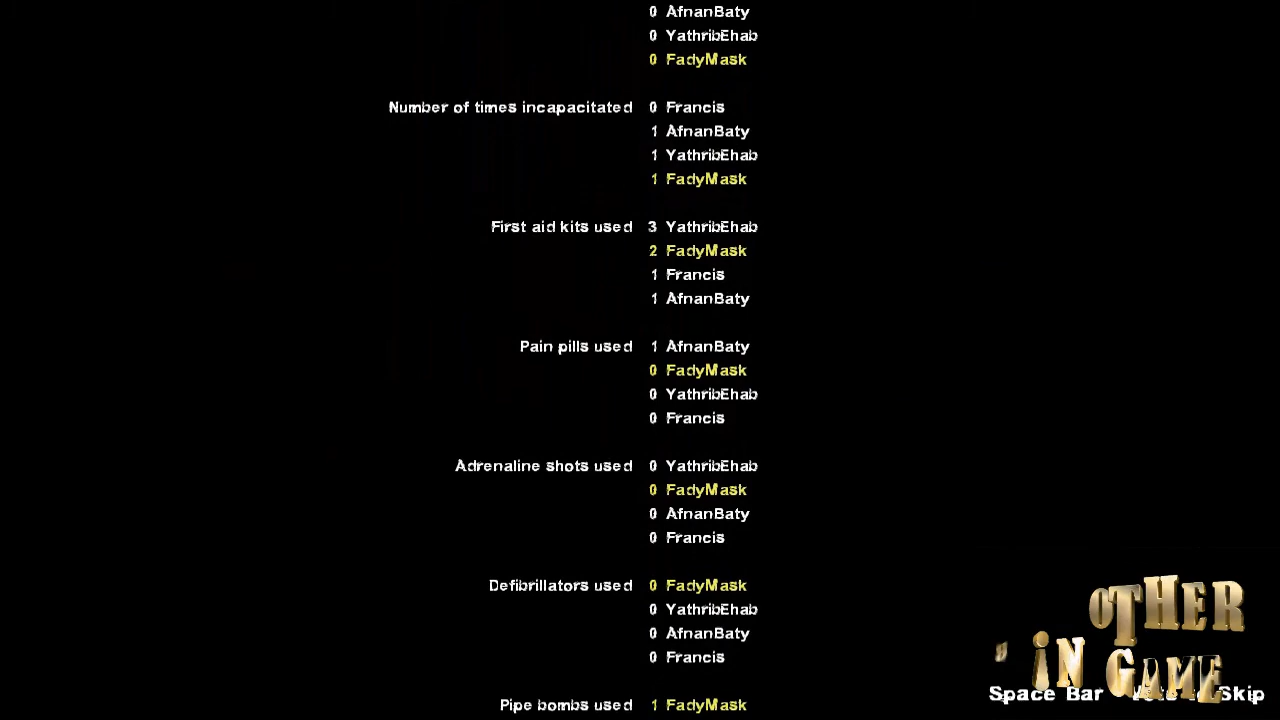 0 AfnanBaty
0 YathribEhab
0 FadyMask
Number of times incapacitated 0 Francis
1 AfnanBaty
1 YathribEhab
1 FadyMask
First aid kits used 3 YathribEhab
2 FadyMask
1 Francis
1 AfnanBaty
Pain pills used 1 AfnanBaty
0 FadyMask
0 YathribEhab
0 Francis
Adrenaline shots used 0 YathribEhab
0 FadyMask
0 AfnanBaty
0 Francis
Defibrillators used 0 FadyMask
0 YathribEhab
0 AfnanBaty
0 Francis
Pipe bombs used 1 FadyMask
OTHER
iN GAME
Space Bar Skip